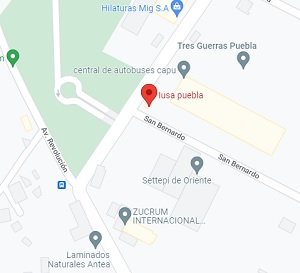 Hilaturas Mig S.A
Tres Guerras Puebla
central de autobuses capu
Iusa puebla
San Bernardo
San Bernardo
Av. Revolución
Settepi de Oriente
ZUCRUM
INTERNACIONAL...
Laminados
Naturales Antea